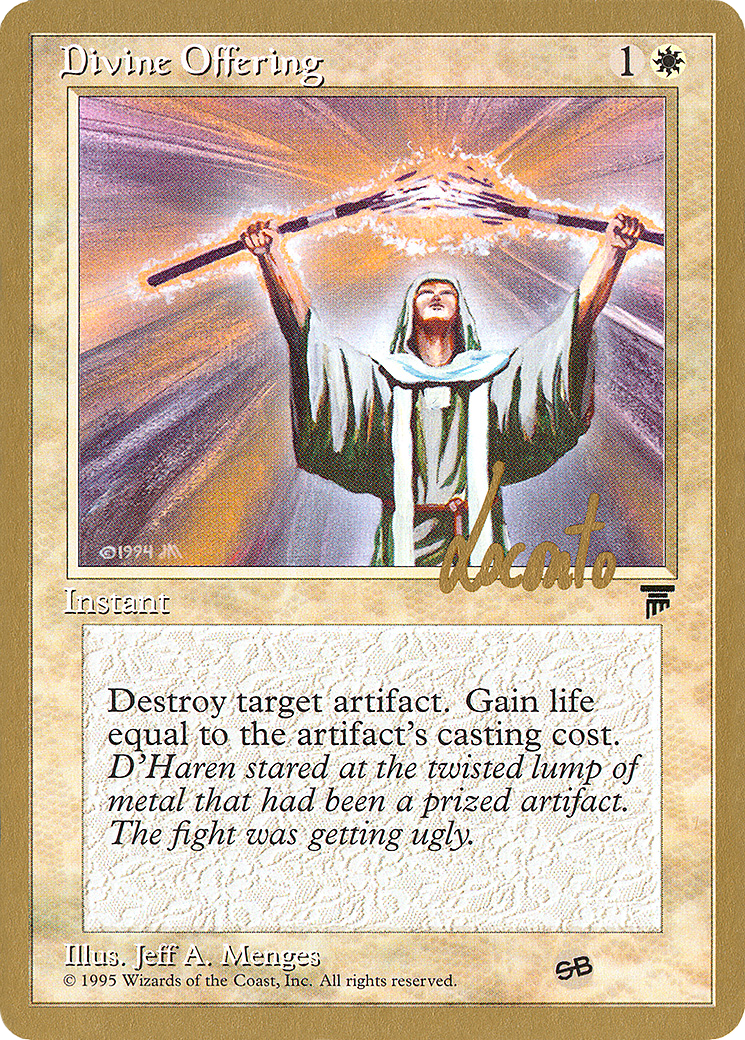 Divine Offering 1
©1994 JM
Loconto
Instant
Destroy target artifact. Gain life
equal to the artifact's casting cost.
D'Haren stared at the twisted lump of
metal that had been a prized artifact.
The fight was getting ugly.
Illus. Jeff A. Menges
© 1995 Wizards of the Coast, Inc. All rights reserved.
SB